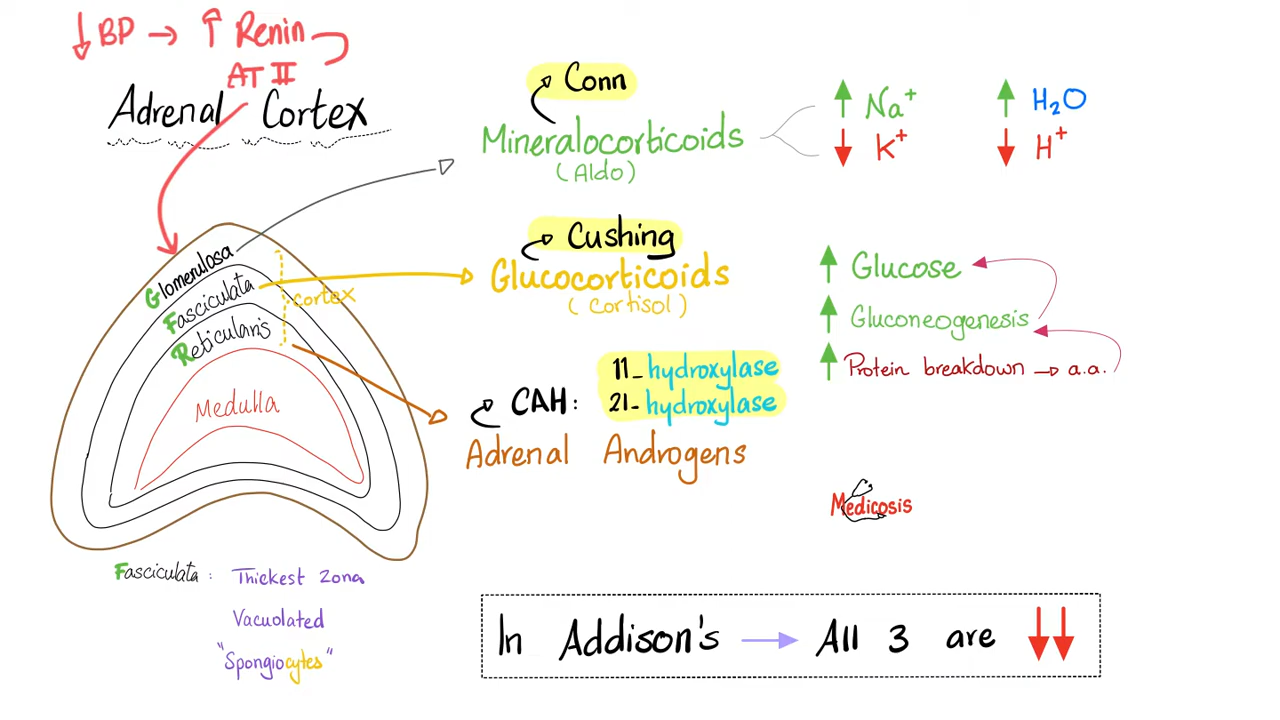 ↓BP → ↑ Renin
AT II
Adrenal Cortex
Glomerulosa
Fasciculata
Reticularis
cortex
Medulla
Fasciculata : Thickest Zona
Vacuolated
"Spongiocytes"
Conn
Mineralocorticoids
(Aldo)
↑ Na⁺ ↑ H₂O
↓ K⁺ ↓ H⁺
Cushing
Glucocorticoids
(Cortisol)
↑ Glucose
↑ Gluconeogenesis
↑ Protein breakdown → a.a.
11_ hydroxylase
CAH: 21- hydroxylase
Adrenal Androgens
Medicosis
In Addison's → All 3 are ↓↓